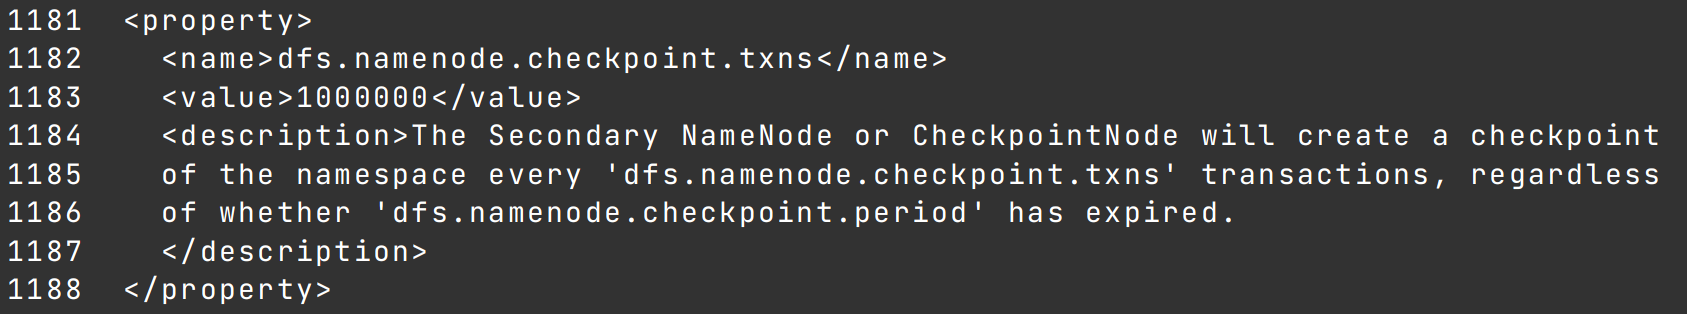 1181  <property>
1182    <name>dfs.namenode.checkpoint.txns</name>
1183    <value>1000000</value>
1184    <description>The Secondary NameNode or CheckpointNode will create a checkpoint
1185    of the namespace every 'dfs.namenode.checkpoint.txns' transactions, regardless
1186    of whether 'dfs.namenode.checkpoint.period' has expired.
1187    </description>
1188  </property>